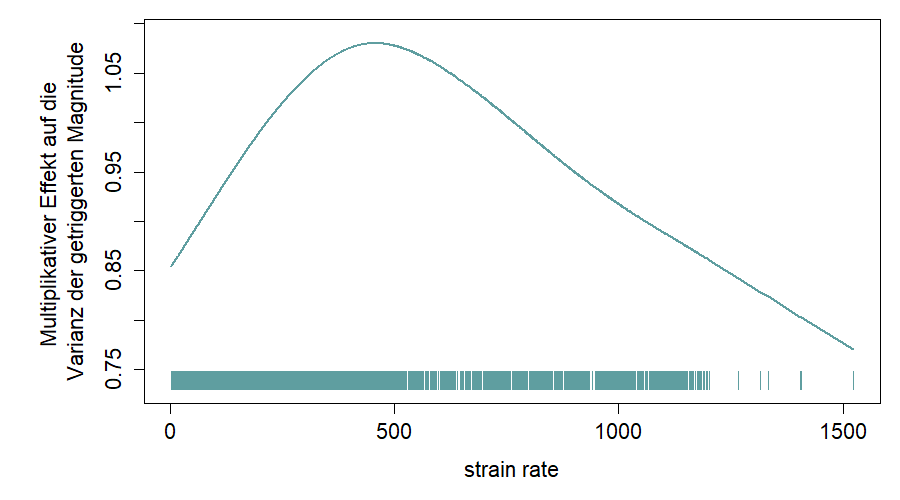 Multiplikativer Effekt auf die
Varianz der getriggerten Magnitude
1.05
0.95
0.85
0.75
0 500 1000 1500
strain rate